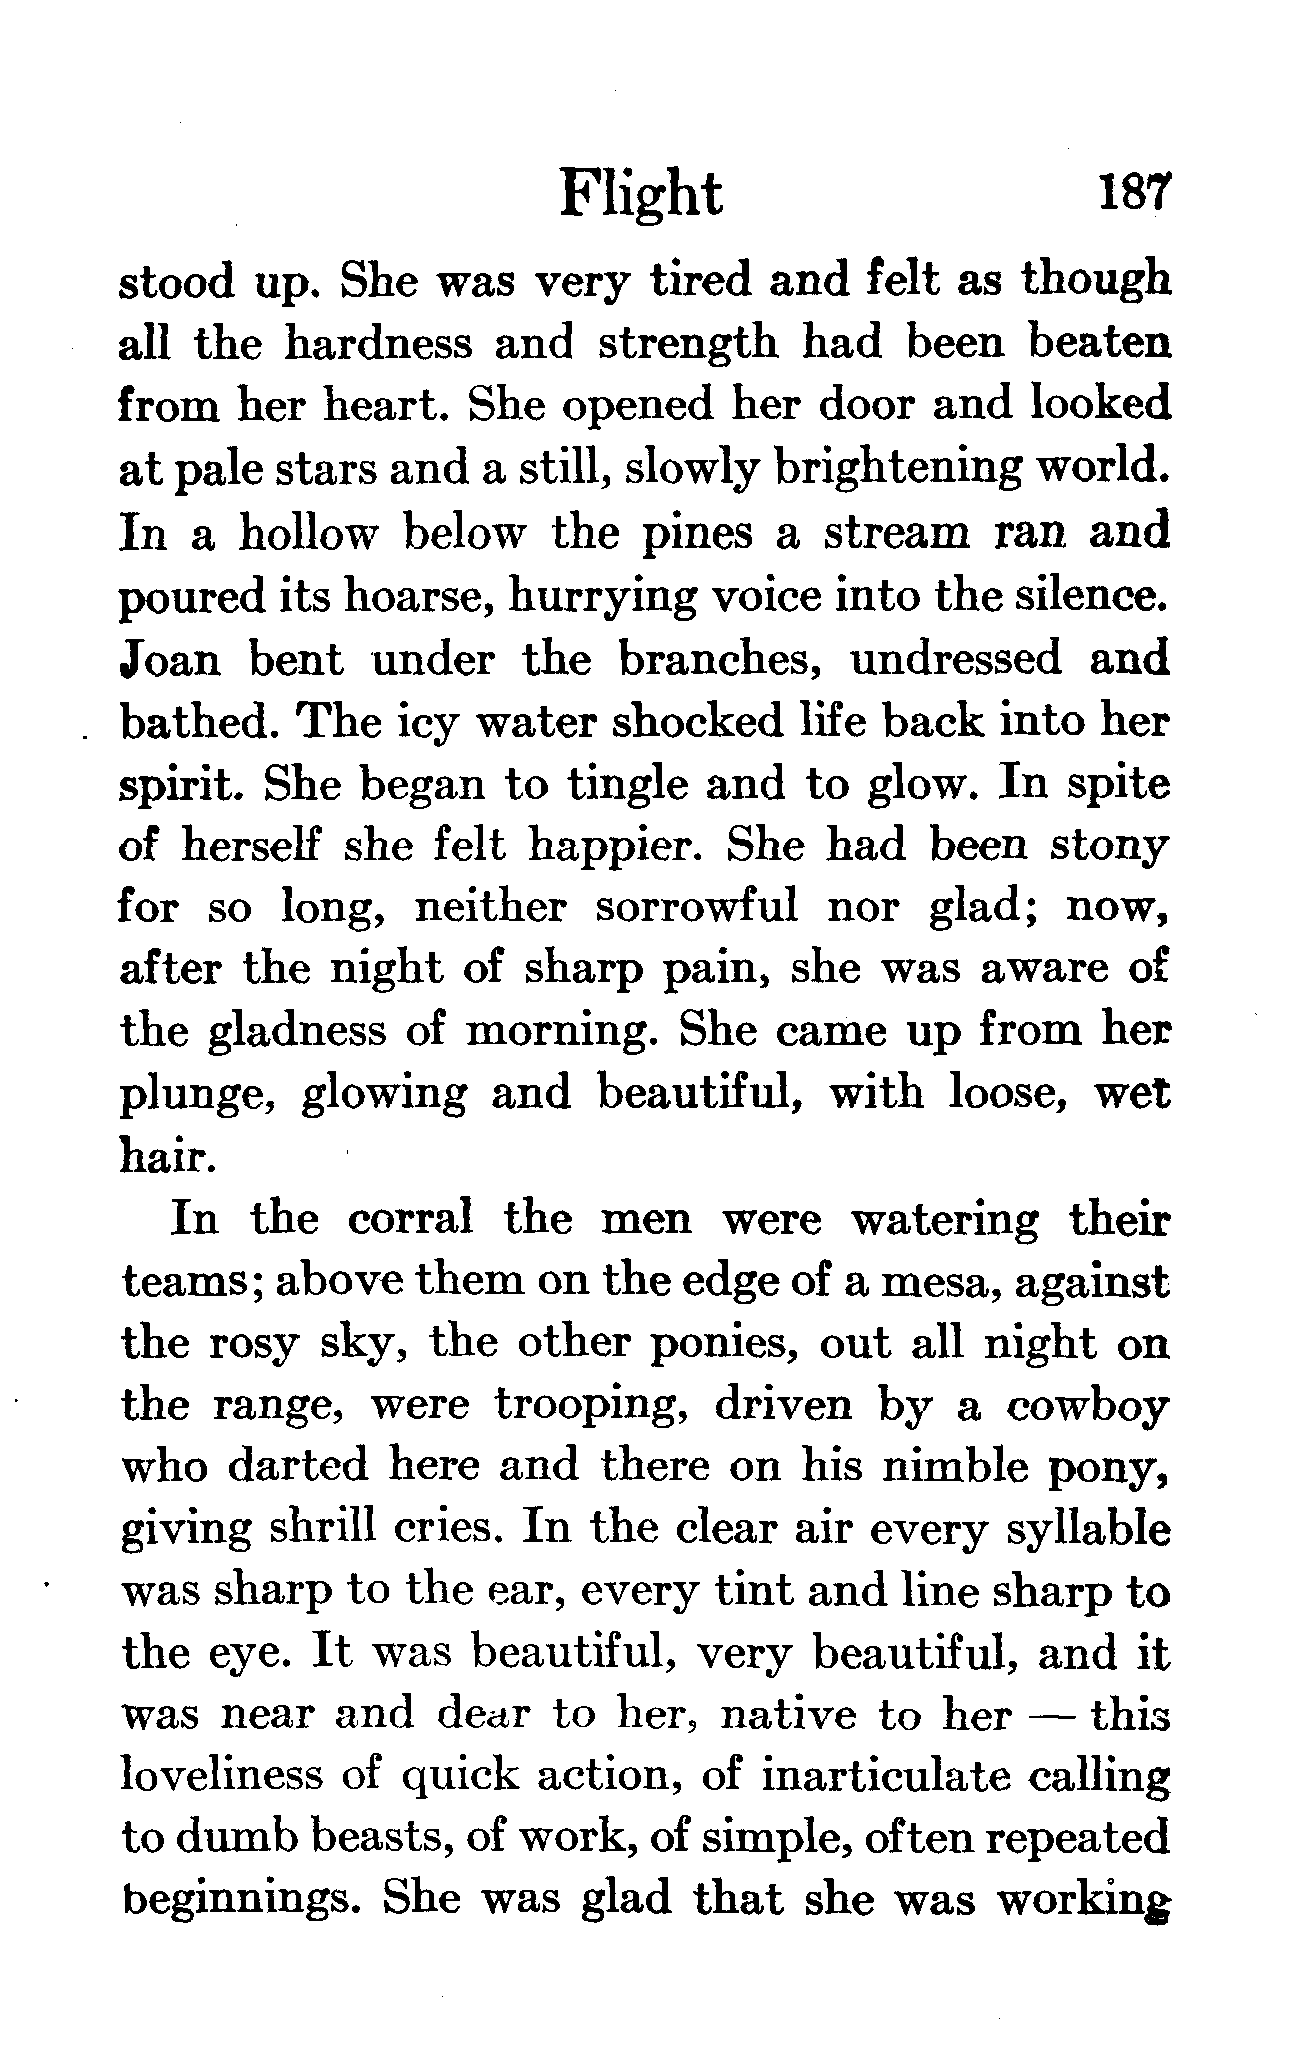 Flight 187
stood up. She was very tired and felt as though
all the hardness and strength had been beaten
from her heart. She opened her door and looked
at pale stars and a still, slowly brightening world.
In a hollow below the pines a stream ran and
poured its hoarse, hurrying voice into the silence.
Joan bent under the branches, undressed and
bathed. The icy water shocked life back into her
spirit. She began to tingle and to glow. In spite
of herself she felt happier. She had been stony
for so long, neither sorrowful nor glad; now,
after the night of sharp pain, she was aware of
the gladness of morning. She came up from her
plunge, glowing and beautiful, with loose, wet
hair.
In the corral the men were watering their
teams; above them on the edge of a mesa, against
the rosy sky, the other ponies, out all night on
the range, were trooping, driven by a cowboy
who darted here and there on his nimble pony,
giving shrill cries. In the clear air every syllable
was sharp to the ear, every tint and line sharp to
the eye. It was beautiful, very beautiful, and it
was near and dear to her, native to her — this
loveliness of quick action, of inarticulate calling
to dumb beasts, of work, of simple, often repeated
beginnings. She was glad that she was working